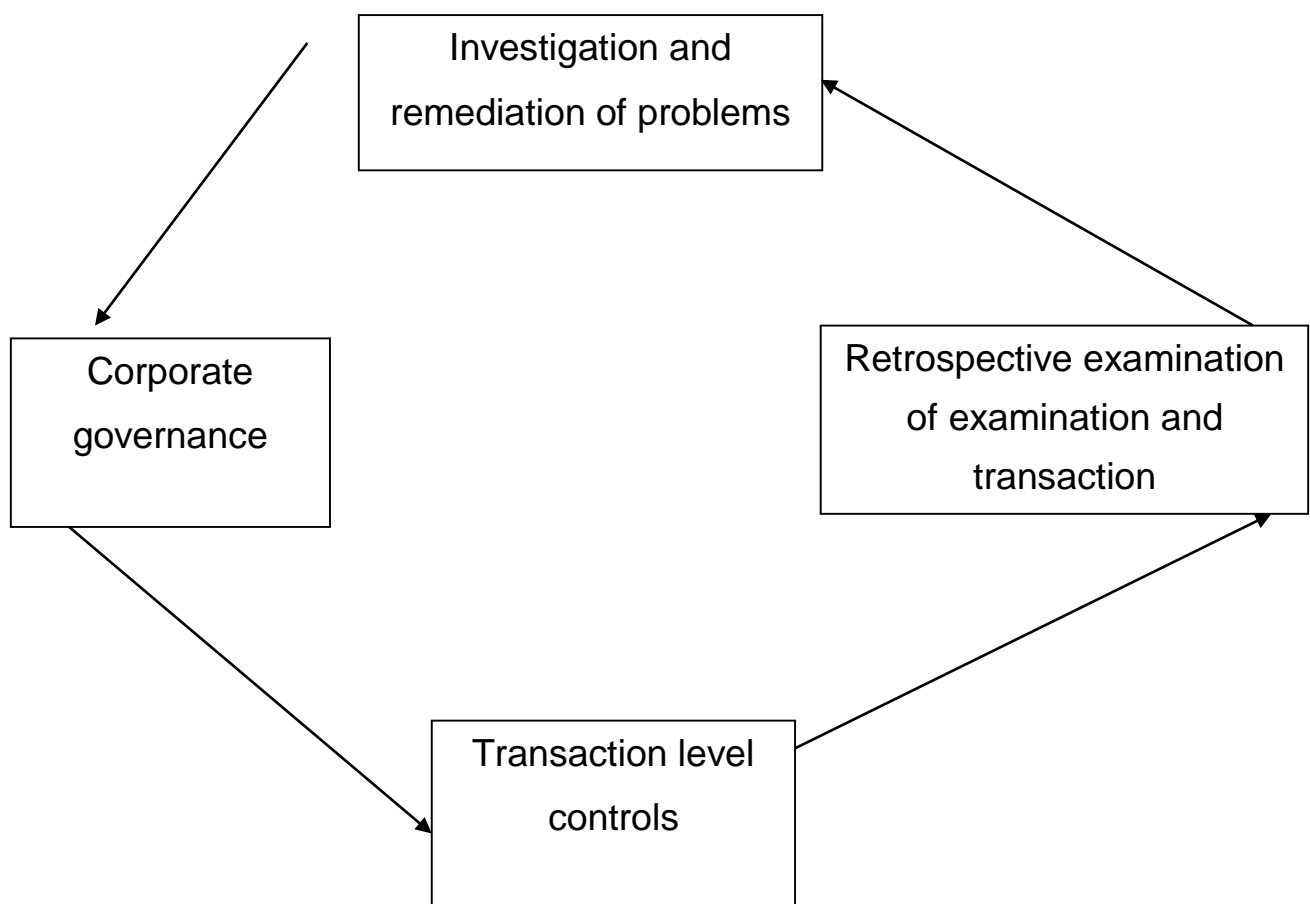 Investigation and
remediation of problems
Corporate
governance
Retrospective examination
of examination and
transaction
Transaction level
controls